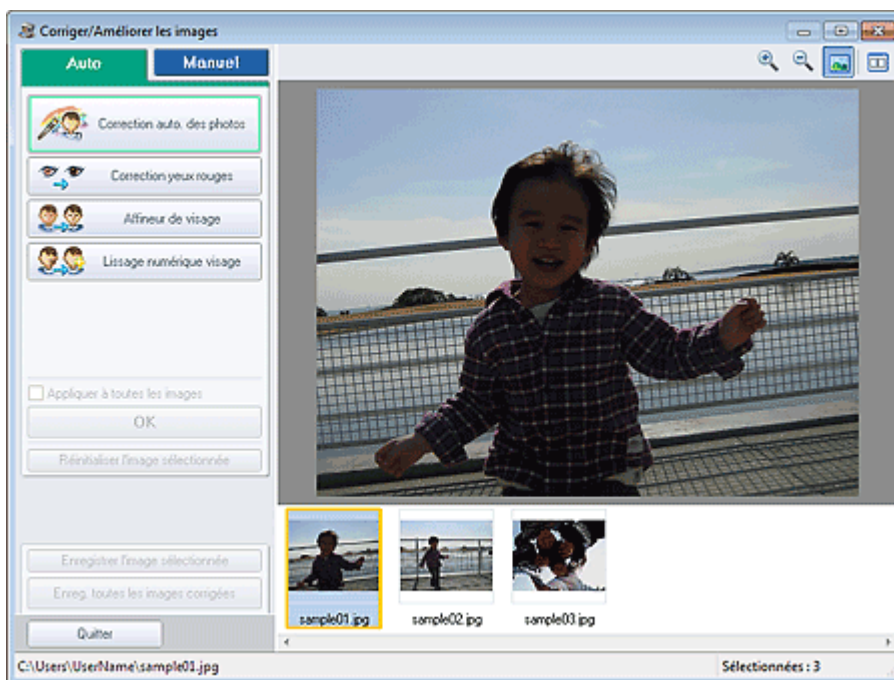 Corriger/Améliorer les images
Auto
Manuel
Correction auto. des photos
Correction yeux rouges
Affineur de visage
Lissage numérique visage
Appliquer à toutes les images
OK
Réinitialiser l'image sélectionnée
Enregistrer l'image sélectionnée
Enreg. toutes les images corrigées
Quitter
sample01.jpg
sample02.jpg
sample03.jpg
C:\Users\UserName\sample01.jpg
Sélectionnées : 3